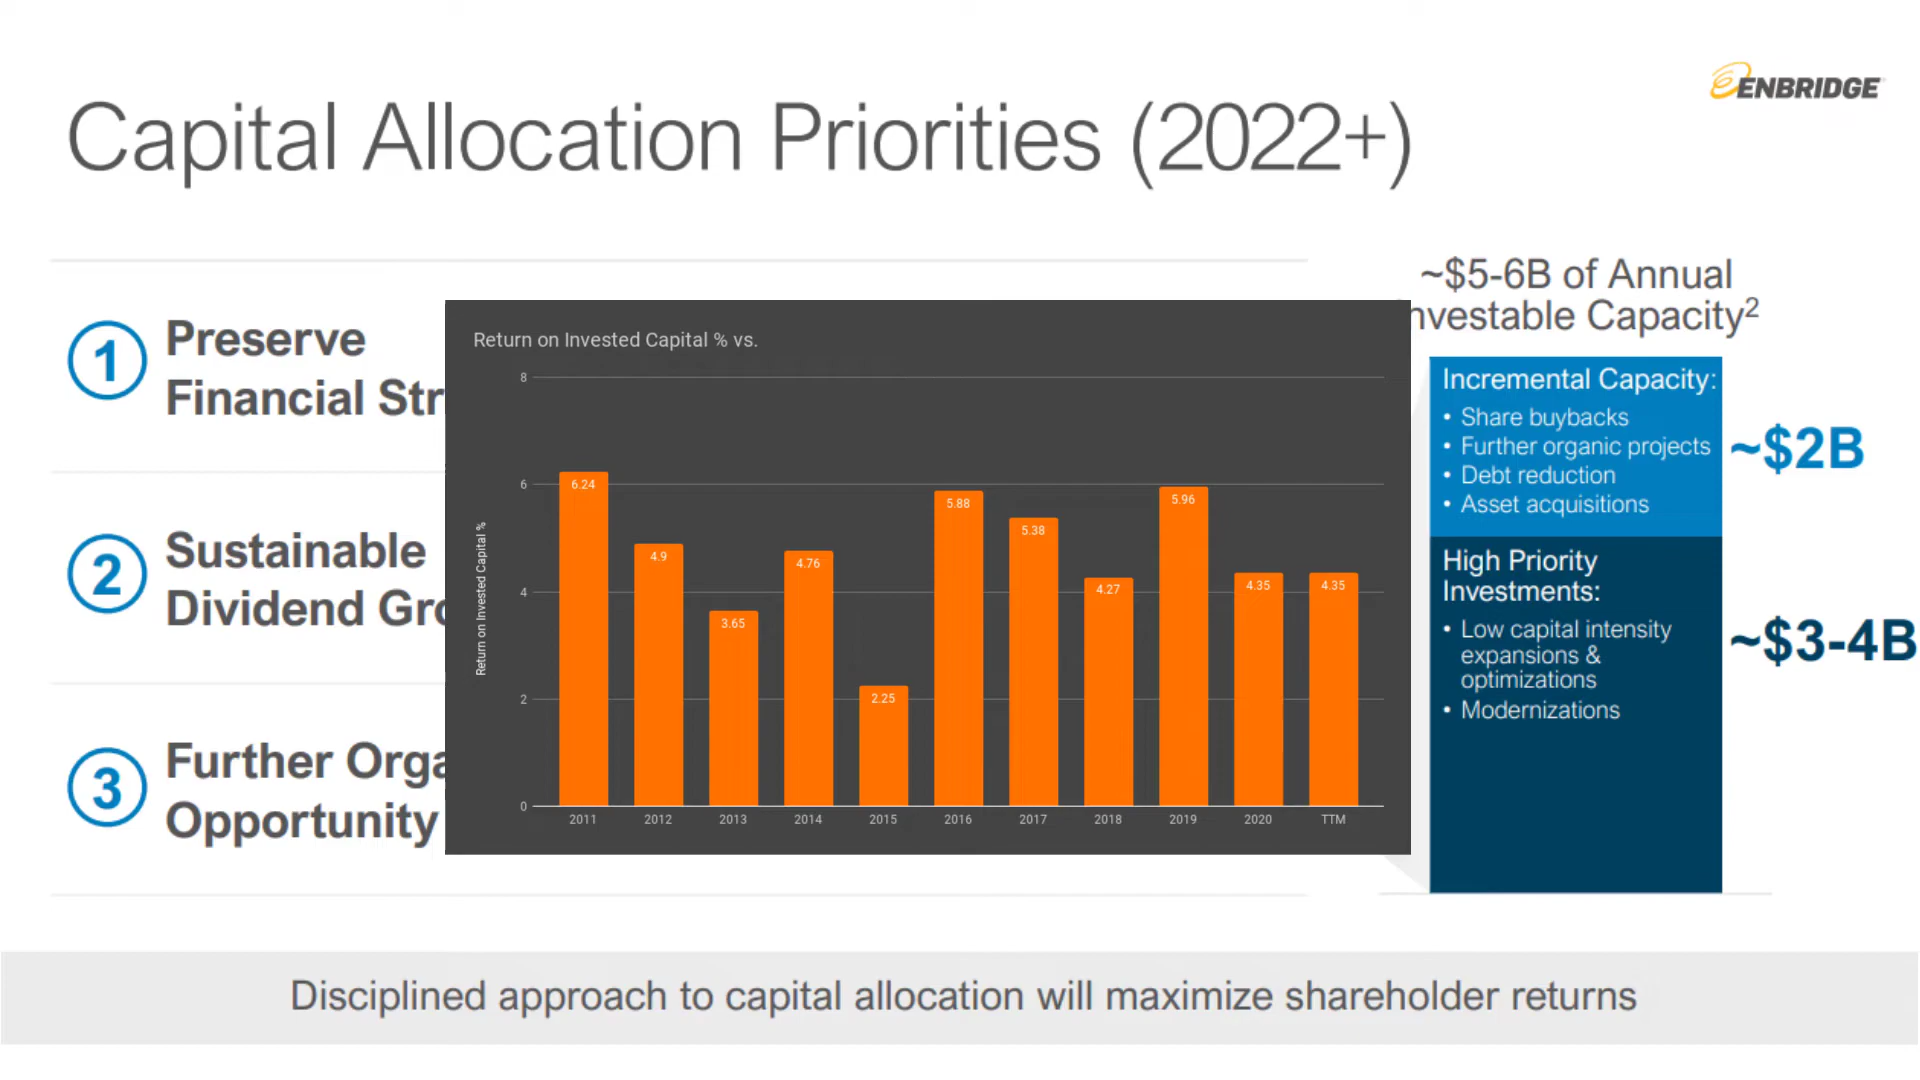 ENBRIDGE
Capital Allocation Priorities (2022+)
1
Preserve
Financial
2
Sustainable
Dividend
3
Further
Opportunity
Return on Invested Capital % vs.
Return on Invested Capital %
8
6
4
2
0
6.24
4.9
3.65
4.76
2.25
5.88
5.38
4.27
5.96
4.35
4.35
2011 2012 2013 2014 2015 2016 2017 2018 2019 2020 TTM
~$5-6B of Annual
Capacity2
Incremental Capacity:
• Share buybacks
• Further organic projects
• Debt reduction
• Asset acquisitions
~$2B
High Priority
Investments:
• Low capital intensity
expansions &
optimizations
• Modernizations
~$3-4B
Disciplined approach to capital allocation will maximize shareholder returns